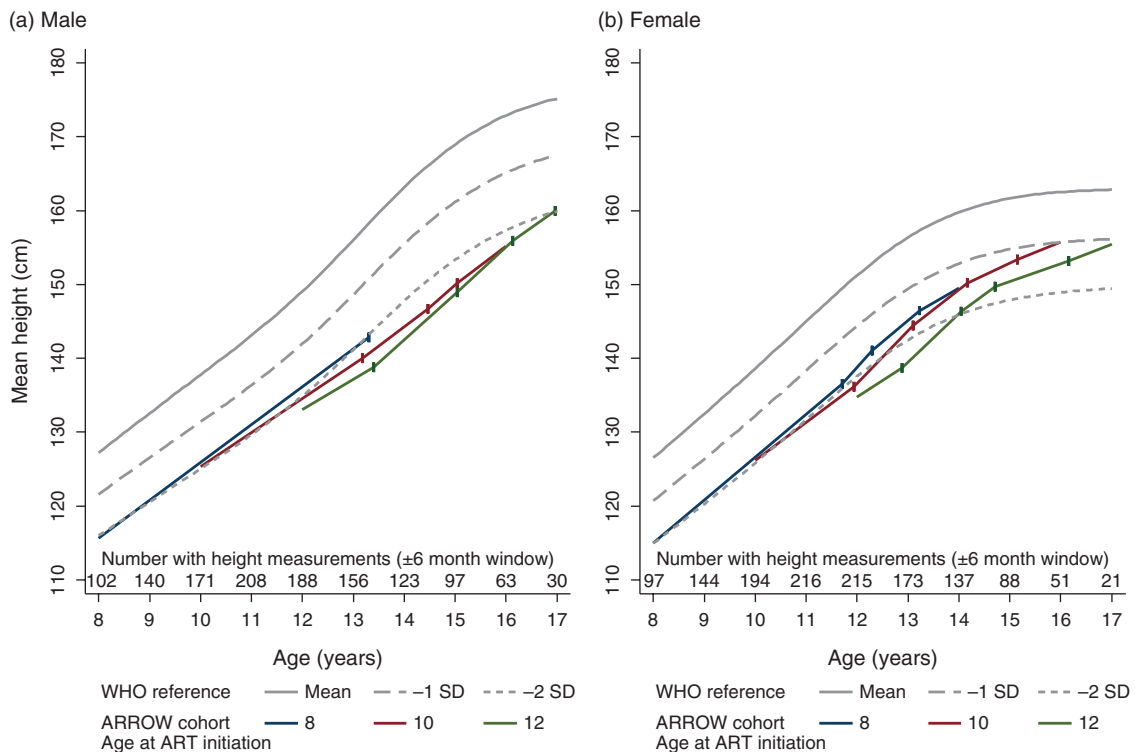 (a) Male
(b) Female
Mean height (cm)
180
170
160
150
140
130
120
110
Number with height measurements (±6 month window)
102 140 171 208 188 156 123 97 63 30
8 9 10 11 12 13 14 15 16 17
Age (years)
WHO reference Mean –1 SD –2 SD
ARROW cohort 8 10 12
Age at ART initiation
180
170
160
150
140
130
120
110
Number with height measurements (±6 month window)
97 144 194 216 215 173 137 88 51 21
8 9 10 11 12 13 14 15 16 17
Age (years)
WHO reference Mean –1 SD –2 SD
ARROW cohort 8 10 12
Age at ART initiation